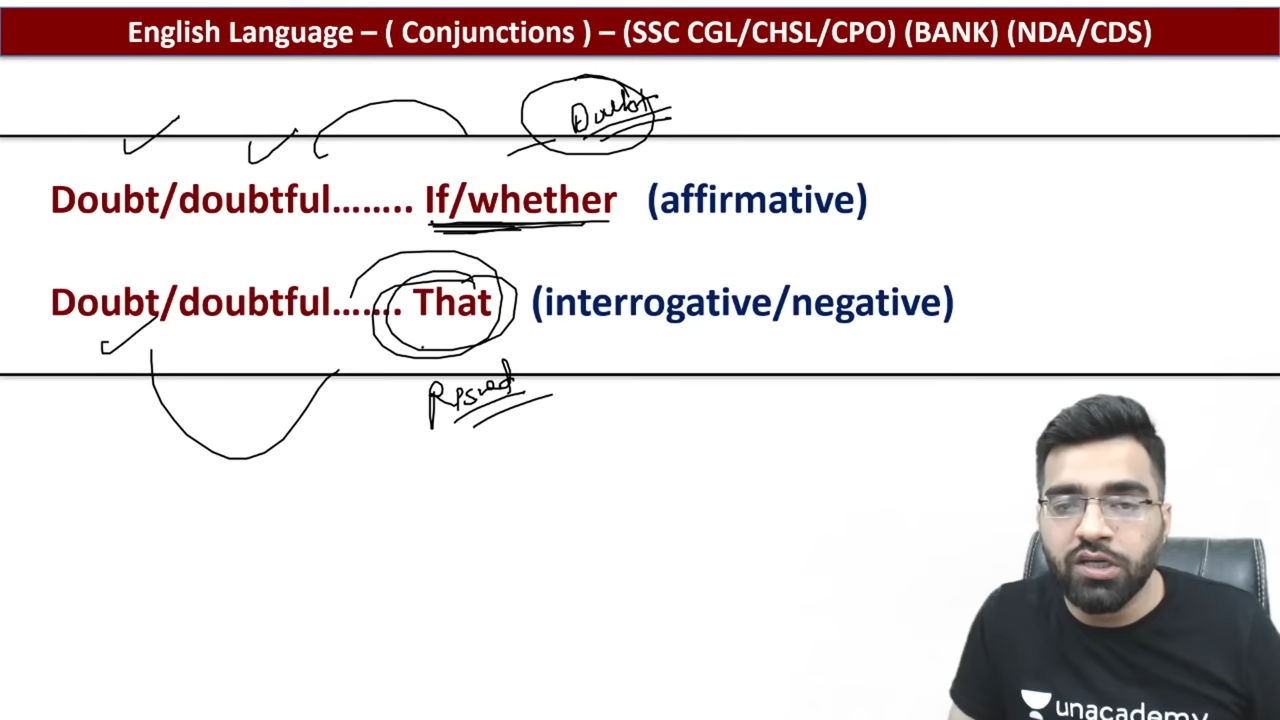 English Language – ( Conjunctions ) – (SSC CGL/CHSL/CPO) (BANK) (NDA/CDS)
Doubt
Doubt/doubtful…….. If/whether (affirmative)
Doubt/doubtful……. That (interrogative/negative)
unacademy